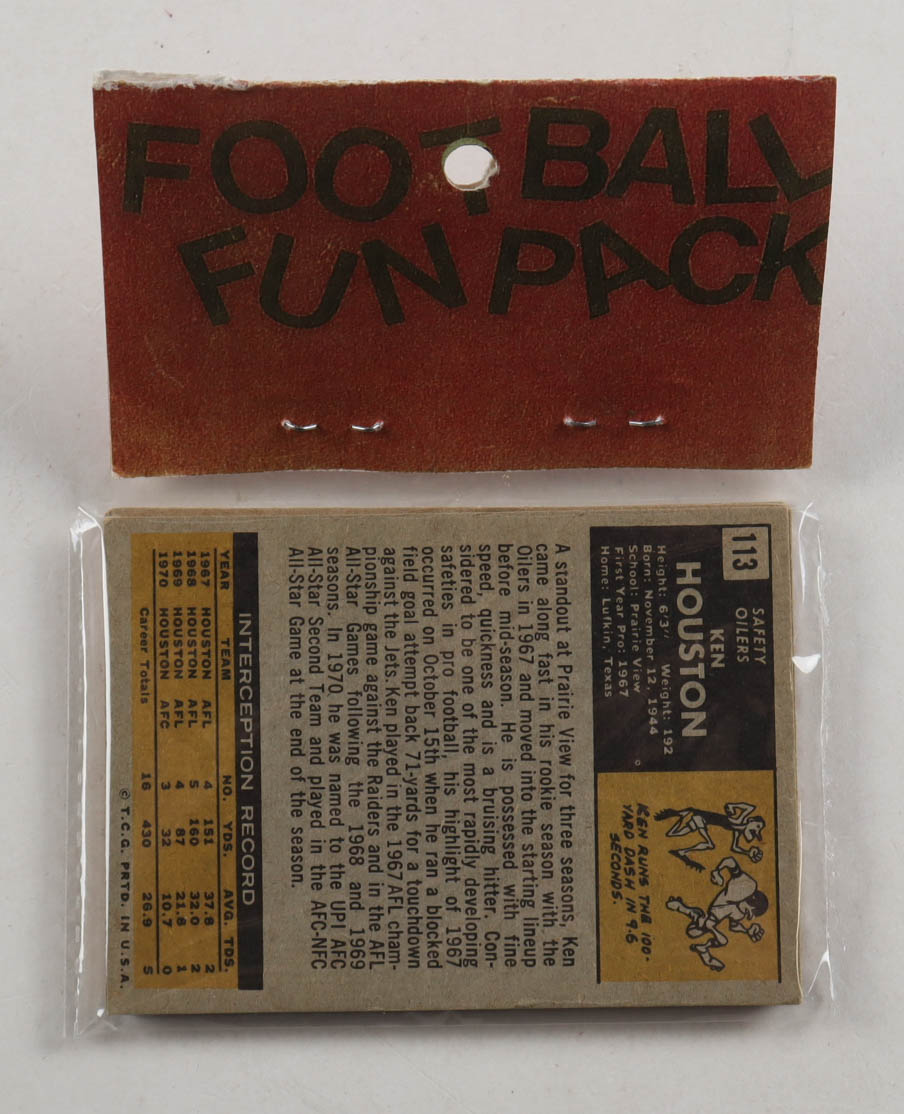 FOOTBALL
FUN PACK
113
SAFETY
OILERS
KEN
HOUSTON
Height: 6'3" Weight: 192
Born: November 12, 1944
School: Prairie View
First Year Pro: 1967
Home: Lufkin, Texas
KEN RUNS THE 100-
YARD DASH IN 9.6
SECONDS.
A standout at Prairie View for three seasons, Ken
came along fast in his rookie season with the
Oilers in 1967 and moved into the starting lineup
before mid-season. He is possessed with fine
speed, quickness and is a bruising hitter. Con-
sidered to be one of the most rapidly developing
safeties in pro football, his highlight of 1967
occurred on October 15th when he ran a blocked
field goal attempt back 71-yards for a touchdown
against the Jets. Ken played in the 1967 AFL cham-
pionship game against the Raiders and in the AFL
All-Star Games following the 1968 and 1969
seasons. In 1970, he was named to the UPI AFC
All-Star Second Team and played in the AFC-NFC
All-Star Game at the end of the season.
INTERCEPTION RECORD
YEAR TEAM NO. YDS. AVG. TDS.
1967 HOUSTON AFL 4 151 37.8 2
1968 HOUSTON AFL 5 160 32.0 2
1969 HOUSTON AFL 4 87 21.8 1
1970 HOUSTON AFC 3 32 10.7 0
Career Totals 16 430 26.9 5
© T.C.G. PRTD. IN U.S.A.